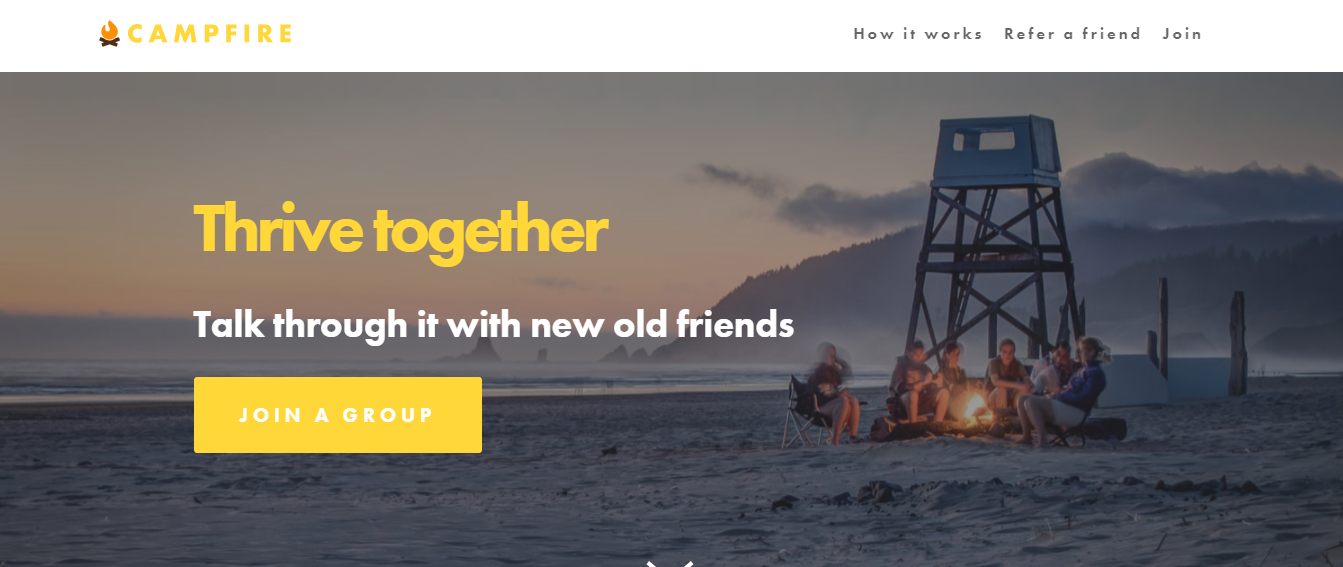 CAMPFIRE
How it works Refer a friend Join
Thrive together
Talk through it with new old friends
JOIN A GROUP